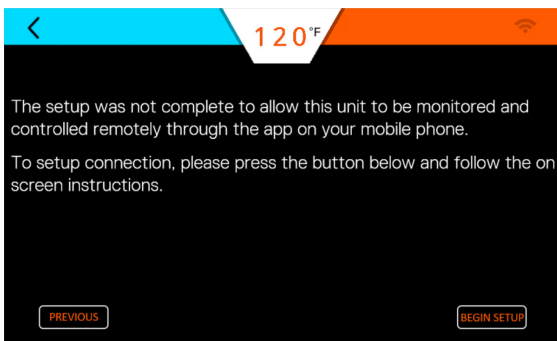 120°F
The setup was not complete to allow this unit to be monitored and
controlled remotely through the app on your mobile phone.
To setup connection, please press the button below and follow the on
screen instructions.
PREVIOUS
BEGIN SETUP